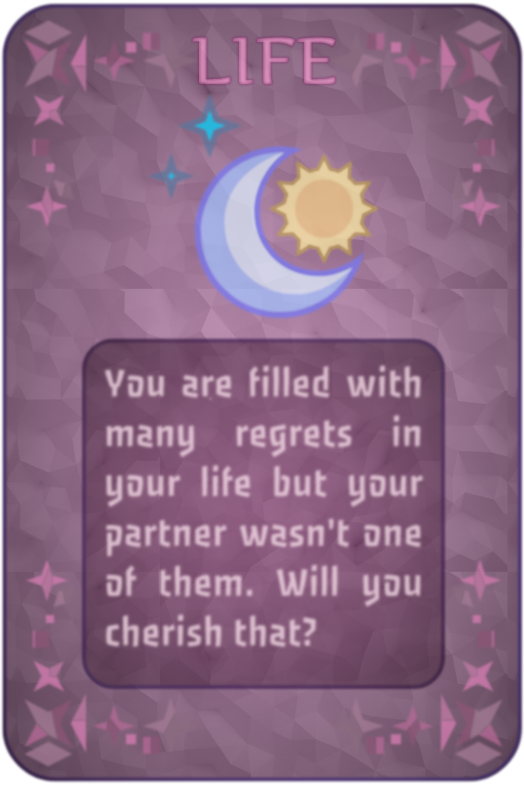 LIFE
You are filled with
many regrets in
your life but your
partner wasn't one
of them. Will you
cherish that?